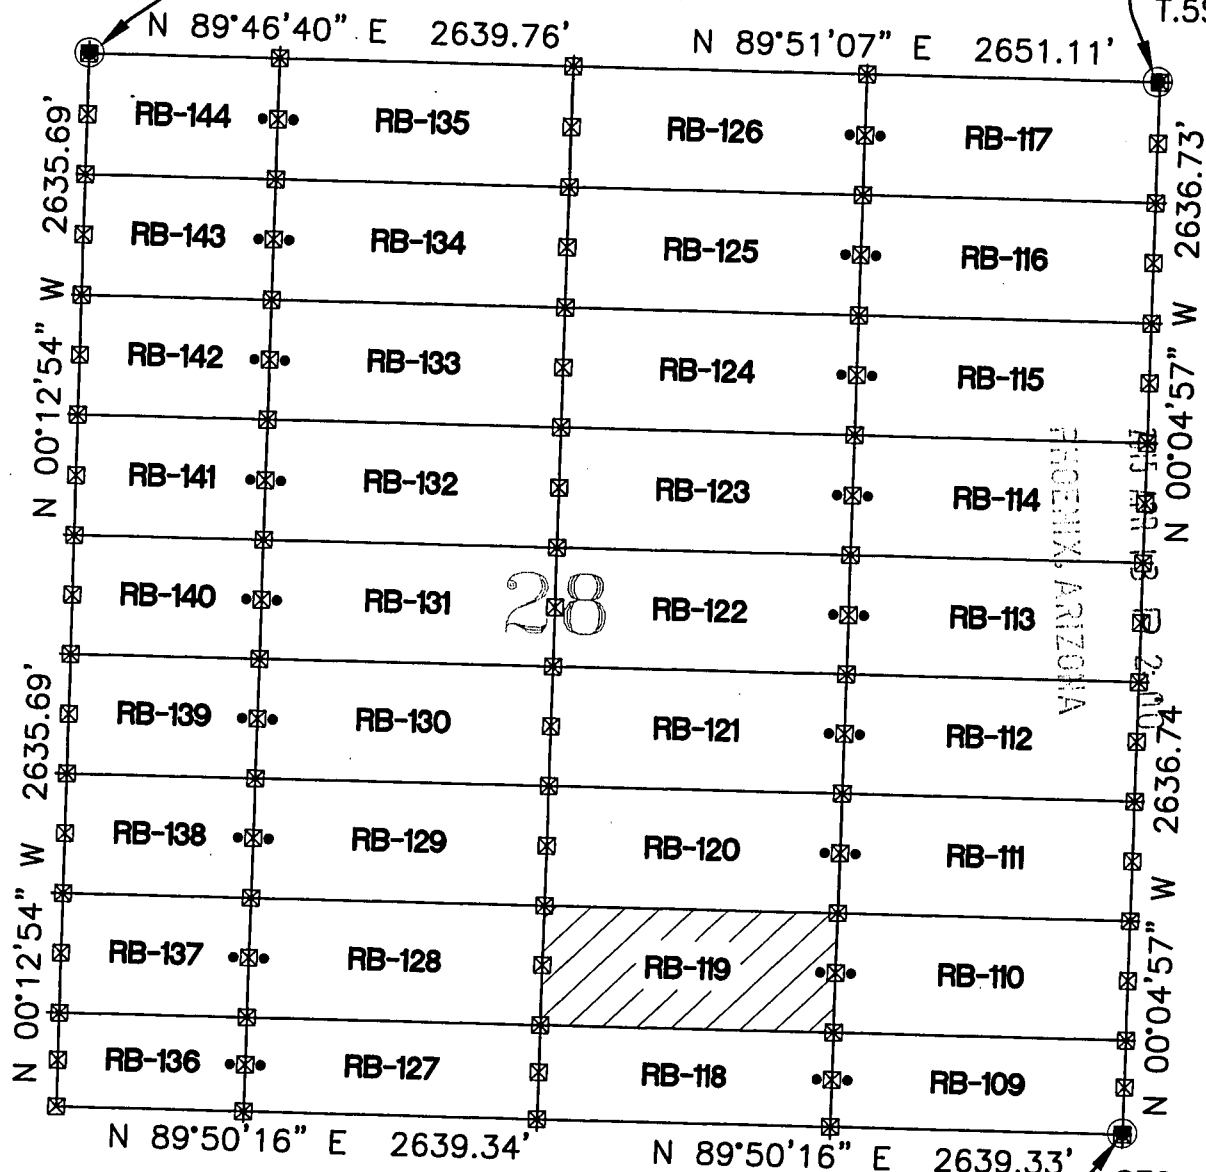 T.5S
N 89°46'40" E 2639.76' N 89°51'07" E 2651.11'
RB-144 RB-135 RB-126 RB-117
2635.69' 2636.73'
RB-143 RB-134 RB-125 RB-116
RB-142 RB-133 RB-124 RB-115
N 00°12'54" W N 00°04'57" W
RB-141 RB-132 RB-123 RB-114
RB-140 RB-131 28 RB-122 RB-113
PHOENIX, ARIZONA
RB-139 RB-130 RB-121 RB-112
2635.69' 2636.74
RB-138 RB-129 RB-120 RB-111
RB-137 RB-128 RB-119 RB-110
N 00°12'54" W N 00°04'57" W
RB-136 RB-127 RB-118 RB-109
N 89°50'16" E 2639.34' N 89°50'16" E 2639.33'